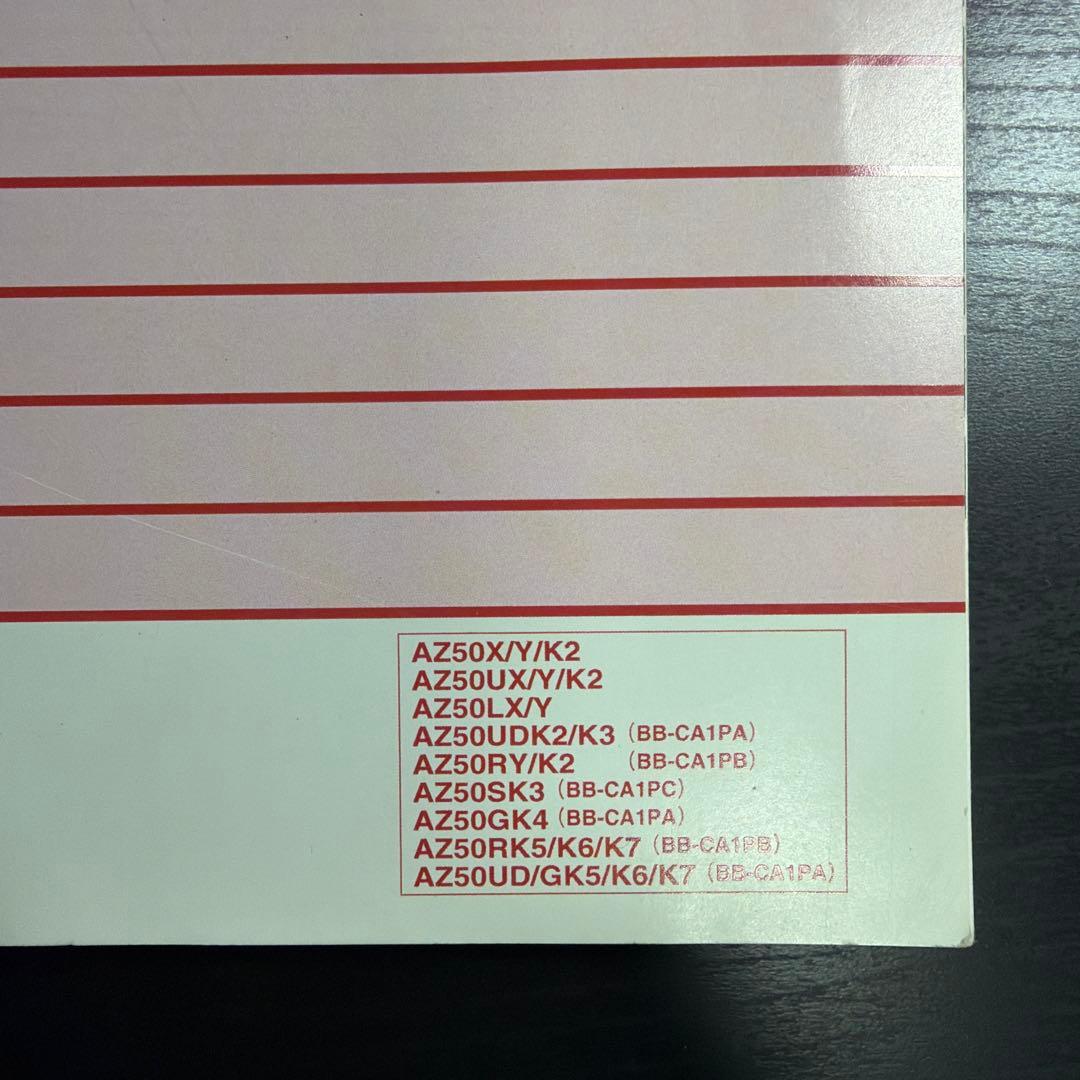 AZ50X/Y/K2
AZ50UX/Y/K2
AZ50LX/Y
AZ50UDK2/K3（BB-CA1PA）
AZ50RY/K2 （BB-CA1PB）
AZ50SK3（BB-CA1PC）
AZ50GK4（BB-CA1PA）
AZ50RK5/K6/K7（BB-CA1PB）
AZ50UD/GK5/K6/K7（BB-CA1PA）